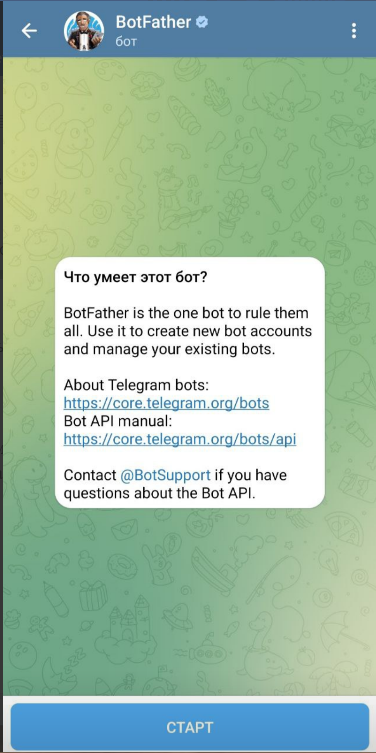 BotFather
бот
Что умеет этот бот?
BotFather is the one bot to rule them
all. Use it to create new bot accounts
and manage your existing bots.
About Telegram bots:
https://core.telegram.org/bots
Bot API manual:
https://core.telegram.org/bots/api
Contact @BotSupport if you have
questions about the Bot API.
СТАРТ